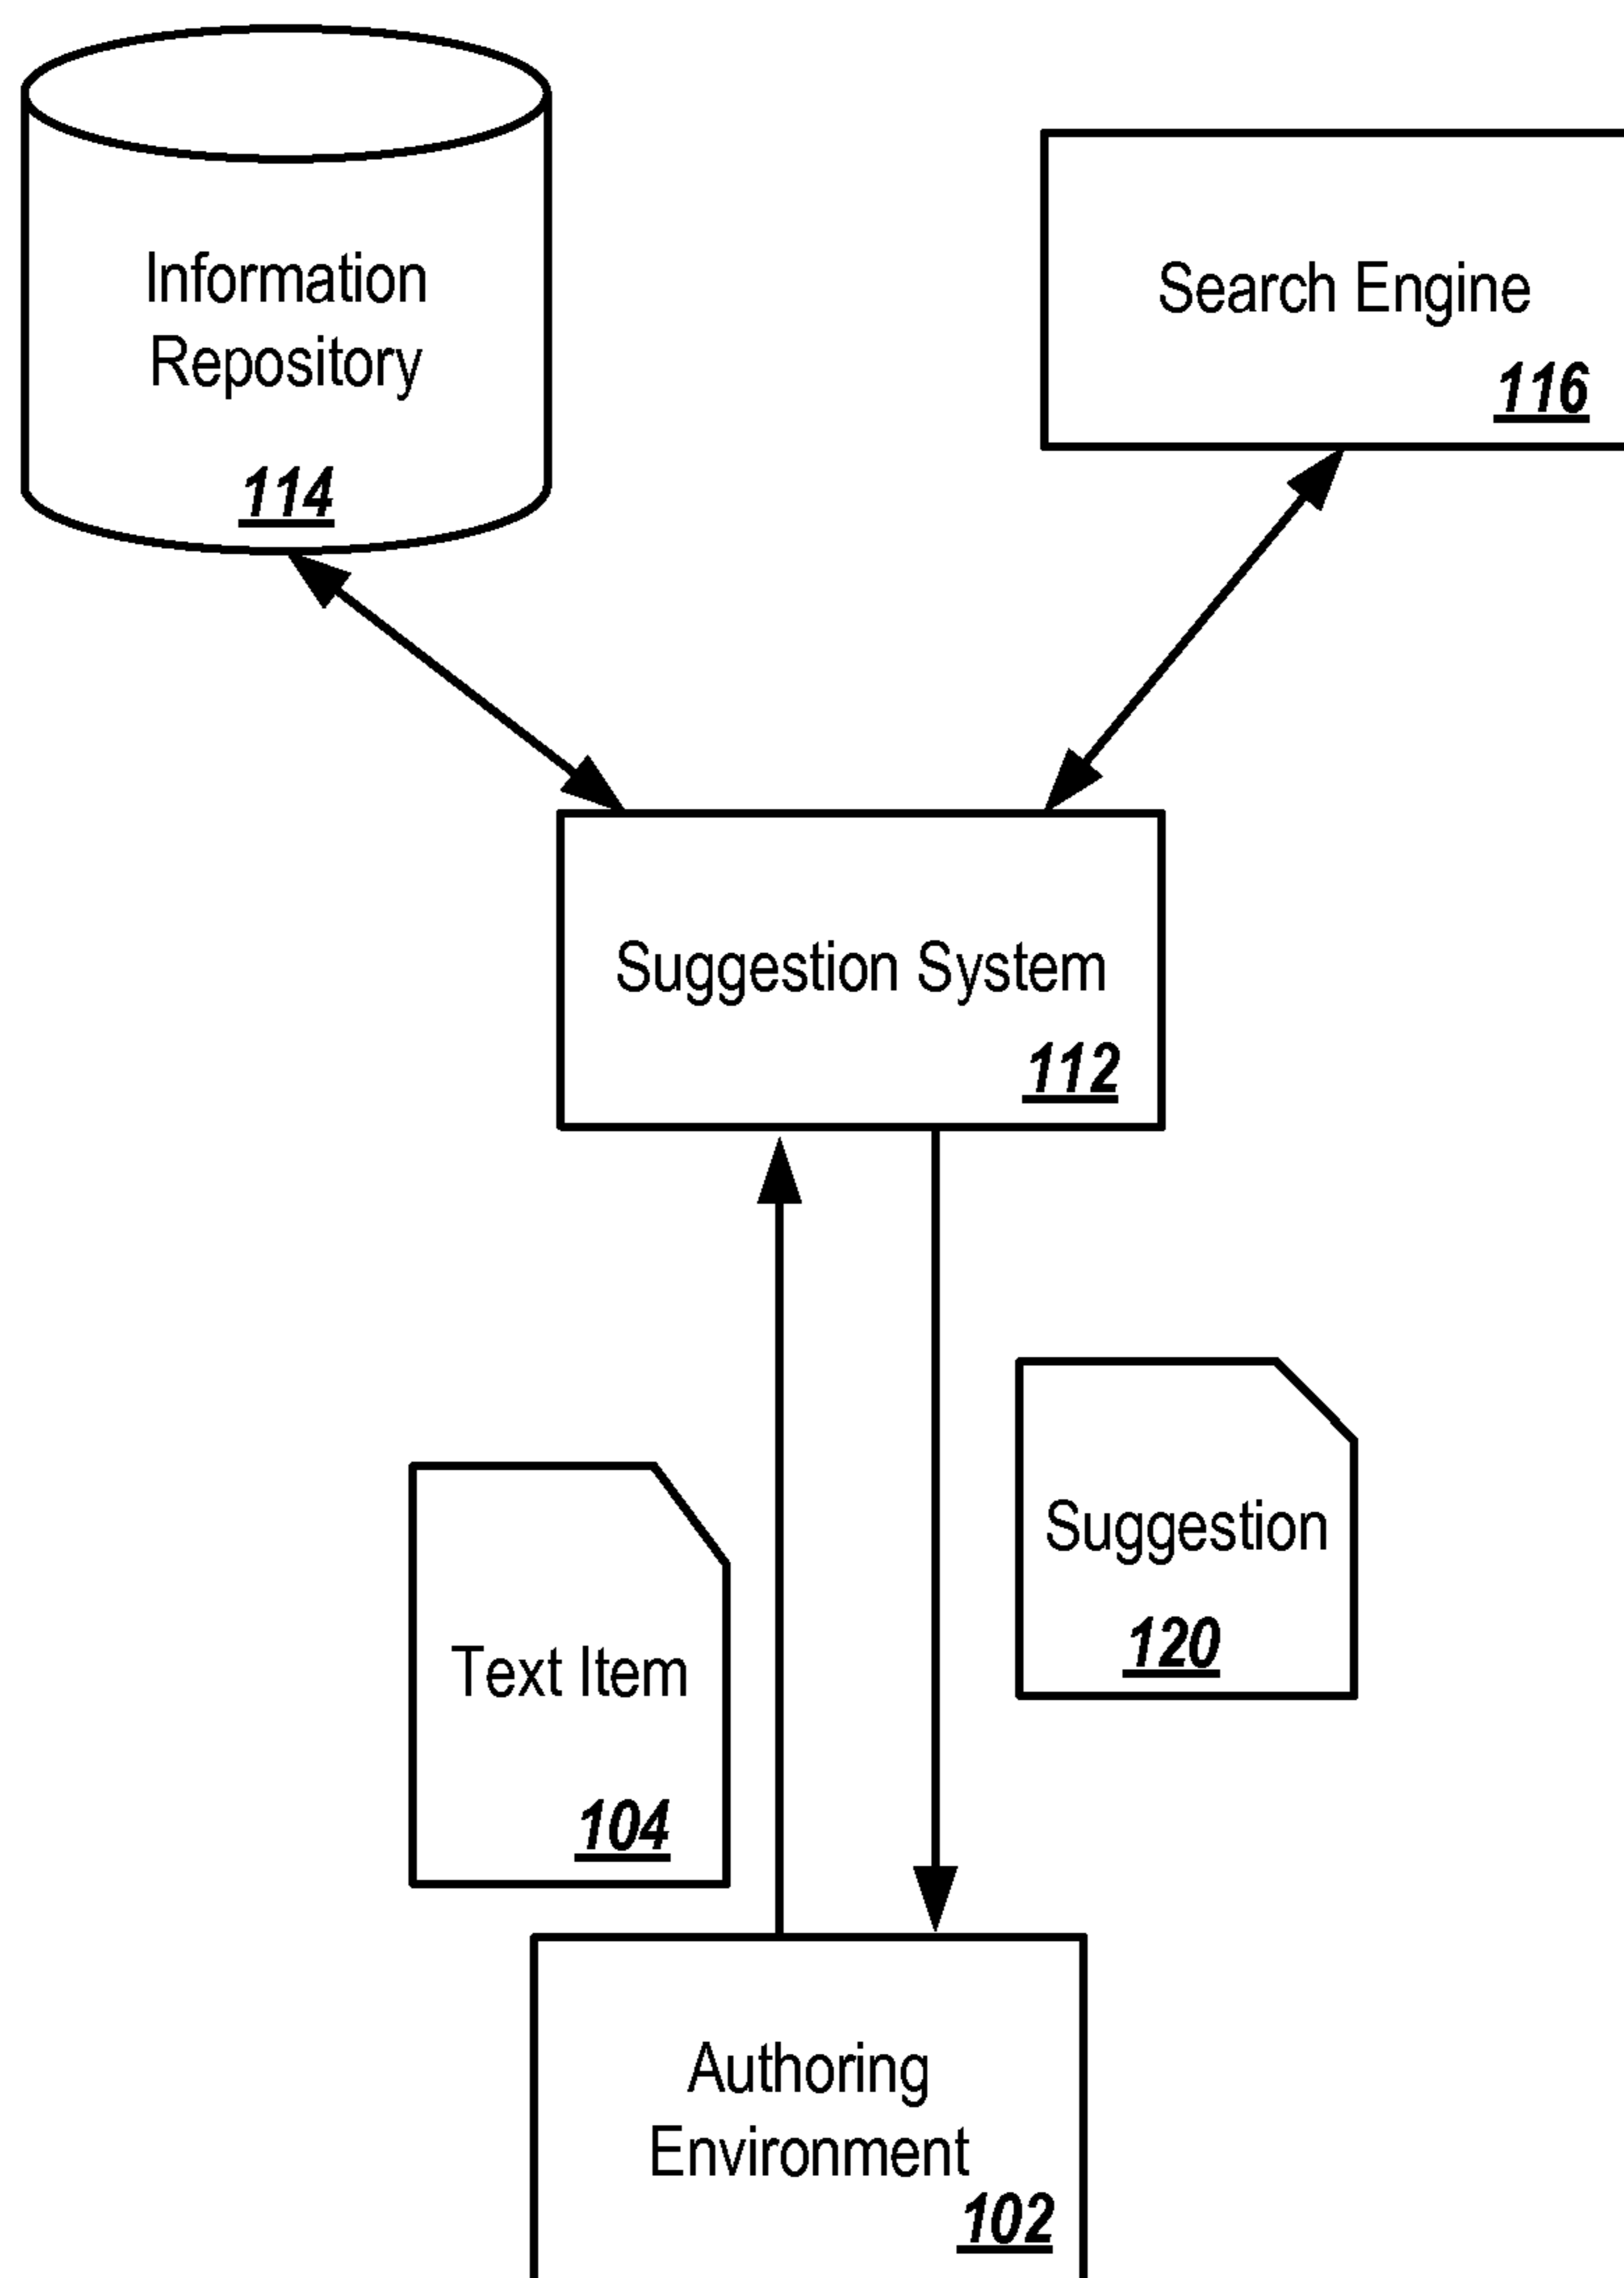 Information
Repository
114
Search Engine
116
Suggestion System
112
Suggestion
120
Text Item
104
Authoring
Environment
102